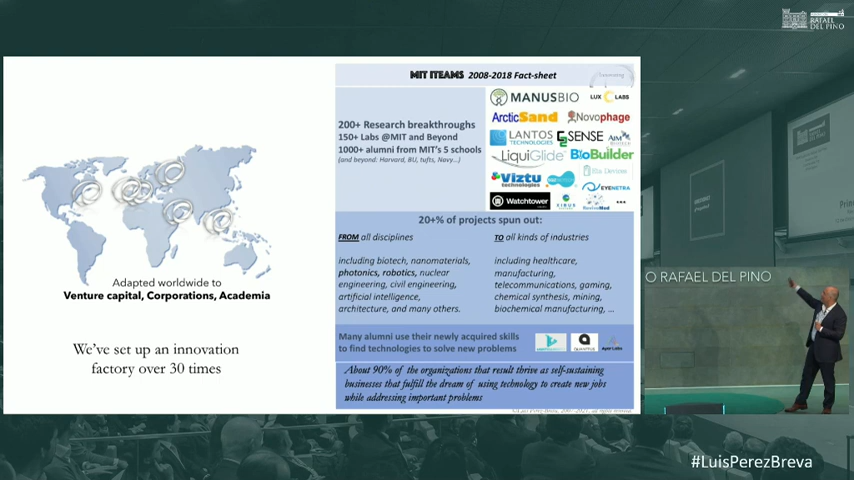 RAFAEL
DEL PINO
MIT ITEAMS 2008-2018 Fact-sheet
200+ Research breakthroughs
150+ Labs @MIT and Beyond
1000+ alumni from MIT's 5 schools
(and beyond: Harvard, BU, tufts, Navy...)
MANUSBIO
LUX LABS
ArcticSand
Novophage
LANTOS
TECHNOLOGIES
SENSE
LiquiGlide
BioBuilder
Viztu
technologies
EYENETRA
Watchtower
...
20+% of projects spun out:
FROM all disciplines
including biotech, nanomaterials,
photonics, robotics, nuclear
engineering, civil engineering,
artificial intelligence,
architecture, and many others.
TO all kinds of industries
including healthcare,
manufacturing,
telecommunications, gaming,
chemical synthesis, mining,
biochemical manufacturing, ...
Many alumni use their newly acquired skills
to find technologies to solve new problems
About 90% of the organizations that result thrive as self-sustaining
businesses that fulfill the dream of using technology to create new jobs
while addressing important problems
Adapted worldwide to
Venture capital, Corporations, Academia
We've set up an innovation
factory over 30 times
O RAFAEL DEL PINO
#LuisPerezBreva